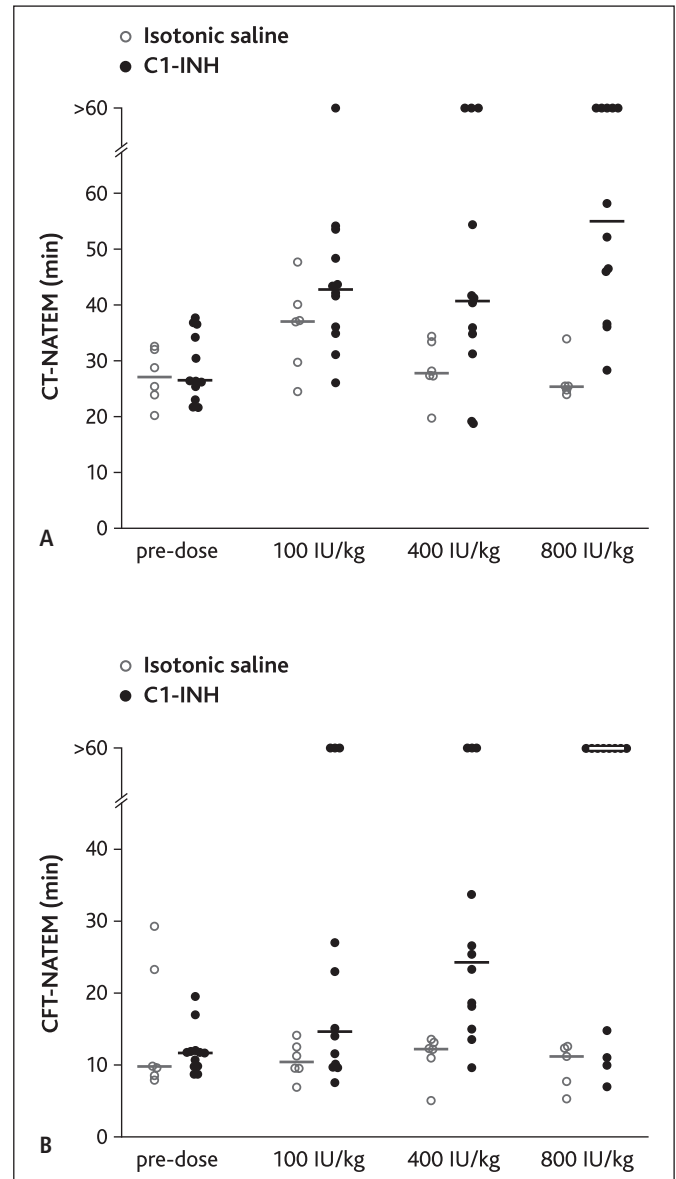 Isotonic saline
C1-INH
>60
60
50
40
30
20
10
0
CT-NATEM (min)
A
pre-dose 100 IU/kg 400 IU/kg 800 IU/kg
Isotonic saline
C1-INH
>60
40
30
20
10
0
CFT-NATEM (min)
B
pre-dose 100 IU/kg 400 IU/kg 800 IU/kg